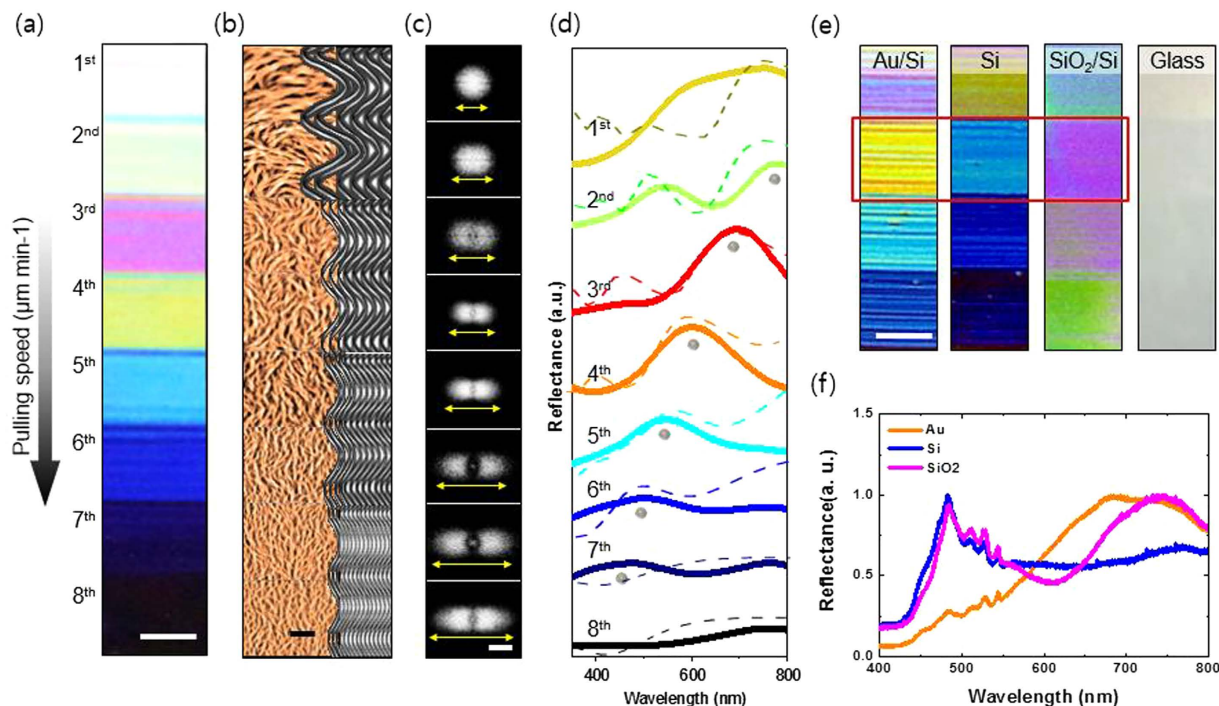 (a)
(b)
(c)
(d)
(e)
(f)
Pulling speed (μm min-1)
1st
2nd
3rd
4th
5th
6th
7th
8th
Reflectance (a.u.)
1st
2nd
3rd
4th
5th
6th
7th
8th
400 600 800
Wavelength (nm)
Au/Si Si SiO2/Si Glass
Reflectance(a. u.)
1.5
1.0
0.5
0.0
Au
Si
SiO2
400 500 600 700 800
Wavelength (nm)